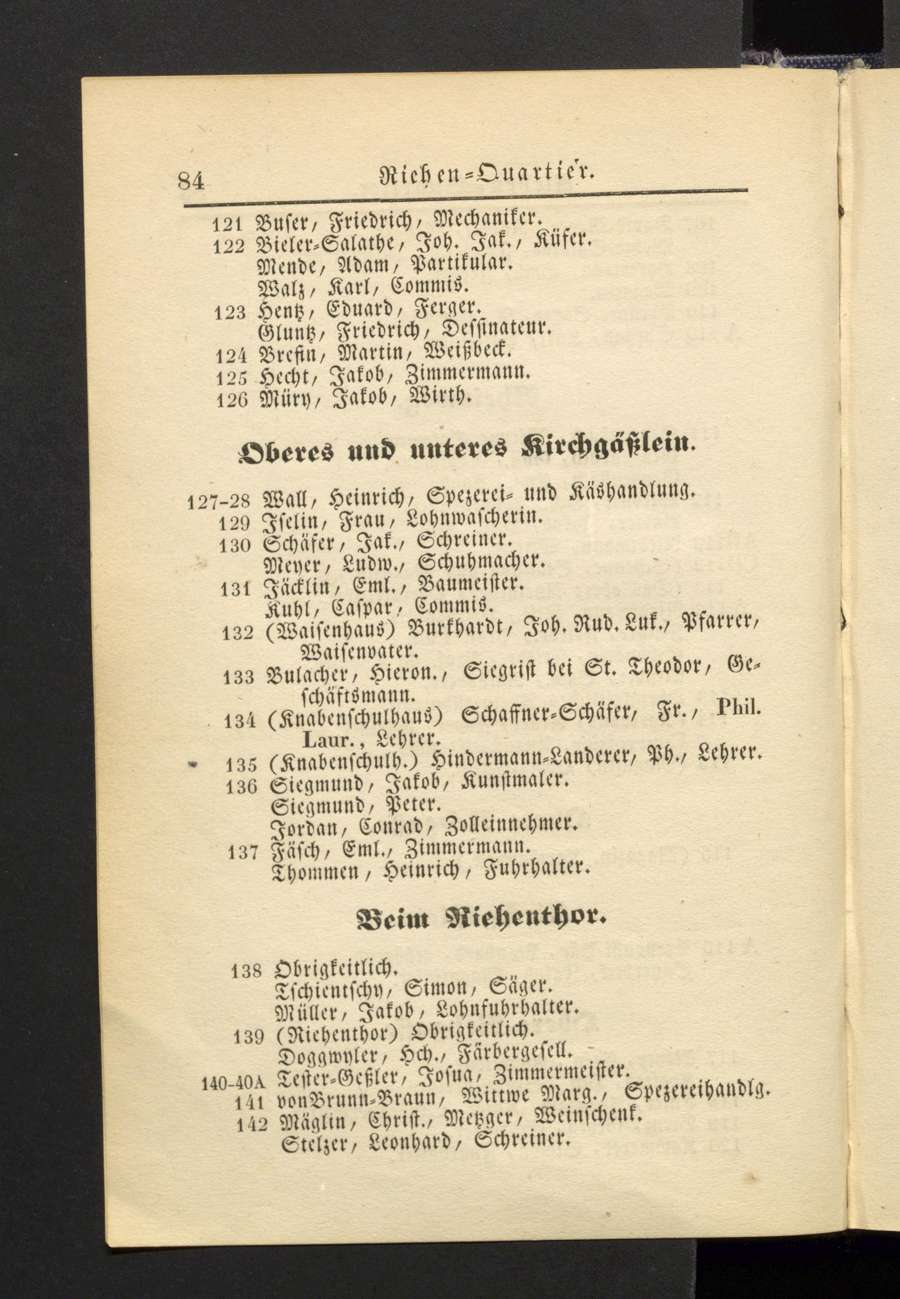 84 Riehen-Quartier.
121 Buser, Friedrich, Mechaniker.
122 Bieler-Salathe, Joh. Jak., Küfer.
Mende, Adam, Partikular.
Walz, Karl, Commis.
123 Hentz, Eduard, Ferger.
Gluntz, Friedrich, Dessinateur.
124 Bresin, Martin, Weißbeck.
125 Hecht, Jakob, Zimmermann.
126 Müry, Jakob, Wirth.
Oberes und unteres Kirchgäßlein.
127-28 Wall, Heinrich, Spezerei- und Käshandlung.
129 Iselin, Frau, Lohnwascherin.
130 Schäfer, Jak., Schreiner.
Meyer, Ludw., Schuhmacher.
131 Jäcklin, Eml., Baumeister.
Kuhl, Caspar, Commis.
132 (Waisenhaus) Burkhardt, Joh. Rud. Luk., Pfarrer,
Waisenvater.
133 Bulacher, Hieron., Siegrist bei St. Theodor, Ge-
schäftsmann.
134 (Knabenschulhaus) Schaffner-Schäfer, Fr., Phil.
Laur., Lehrer.
135 (Knabenschulh.) Hindermann-Landerer, Ph., Lehrer.
136 Siegmund, Jakob, Kunstmaler.
Siegmund, Peter.
Jordan, Conrad, Zolleinnehmer.
137 Fäsch, Eml., Zimmermann.
Thommen, Heinrich, Fuhrhalter.
Beim Riehenthor.
138 Obrigkeitlich.
Tschientschy, Simon, Säger.
Müller, Jakob, Lohnfuhrhalter.
139 (Riehenthor) Obrigkeitlich.
Doggwyler, Hch., Färbergesell.
140-40A Tester-Geßler, Josua, Zimmermeister.
141 vonBrunn-Braun, Wittwe Marg., Spezereihandlg.
142 Mäglin, Christ., Metzger, Weinschenk.
Stelzer, Leonhard, Schreiner.